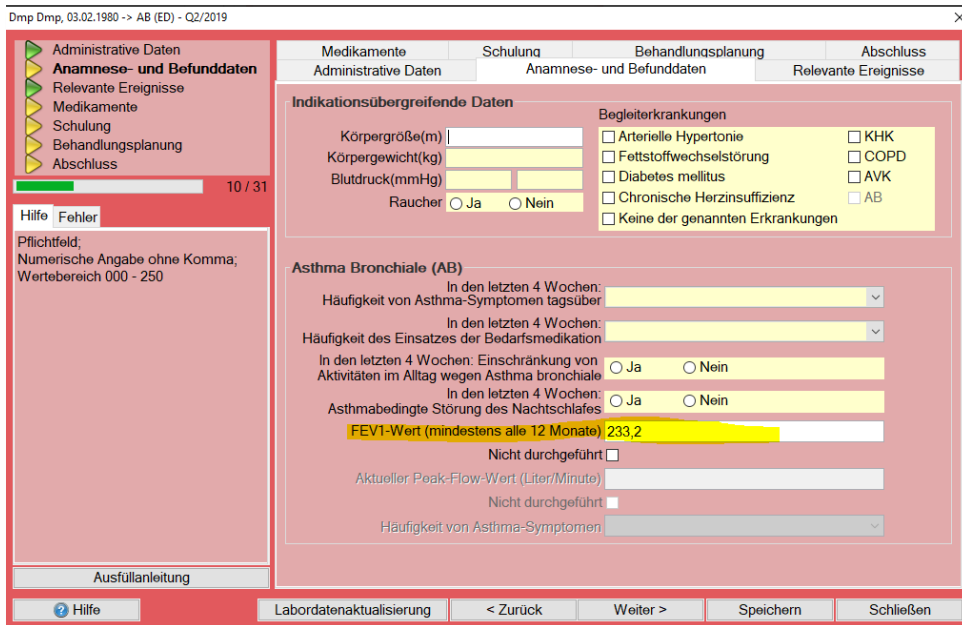 Dmp Dmp, 03.02.1980 -> AB (ED) - Q2/2019
Administrative Daten
Anamnese- und Befunddaten
Relevante Ereignisse
Medikamente
Schulung
Behandlungsplanung
Abschluss
10 / 31
Hilfe Fehler
Pflichtfeld;
Numerische Angabe ohne Komma;
Wertebereich 000 - 250
Ausfüllanleitung
Medikamente Schulung Behandlungsplanung Abschluss
Administrative Daten Anamnese- und Befunddaten Relevante Ereignisse
Indikationsübergreifende Daten
Körpergröße(m)
Körpergewicht(kg)
Blutdruck(mmHg)
Raucher Ja Nein
Begleiterkrankungen
Arterielle Hypertonie KHK
Fettstoffwechselstörung COPD
Diabetes mellitus AVK
Chronische Herzinsuffizienz AB
Keine der genannten Erkrankungen
Asthma Bronchiale (AB)
In den letzten 4 Wochen:
Häufigkeit von Asthma-Symptomen tagsüber
In den letzten 4 Wochen:
Häufigkeit des Einsatzes der Bedarfsmedikation
In den letzten 4 Wochen: Einschränkung von
Aktivitäten im Alltag wegen Asthma bronchiale Ja Nein
In den letzten 4 Wochen:
Asthmabedingte Störung des Nachtschlafes Ja Nein
FEV1-Wert (mindestens alle 12 Monate) 233,2
Nicht durchgeführt
Aktueller Peak-Flow-Wert (Liter/Minute)
Nicht durchgeführt
Häufigkeit von Asthma-Symptomen
Hilfe Labordatenaktualisierung < Zurück Weiter > Speichern Schließen